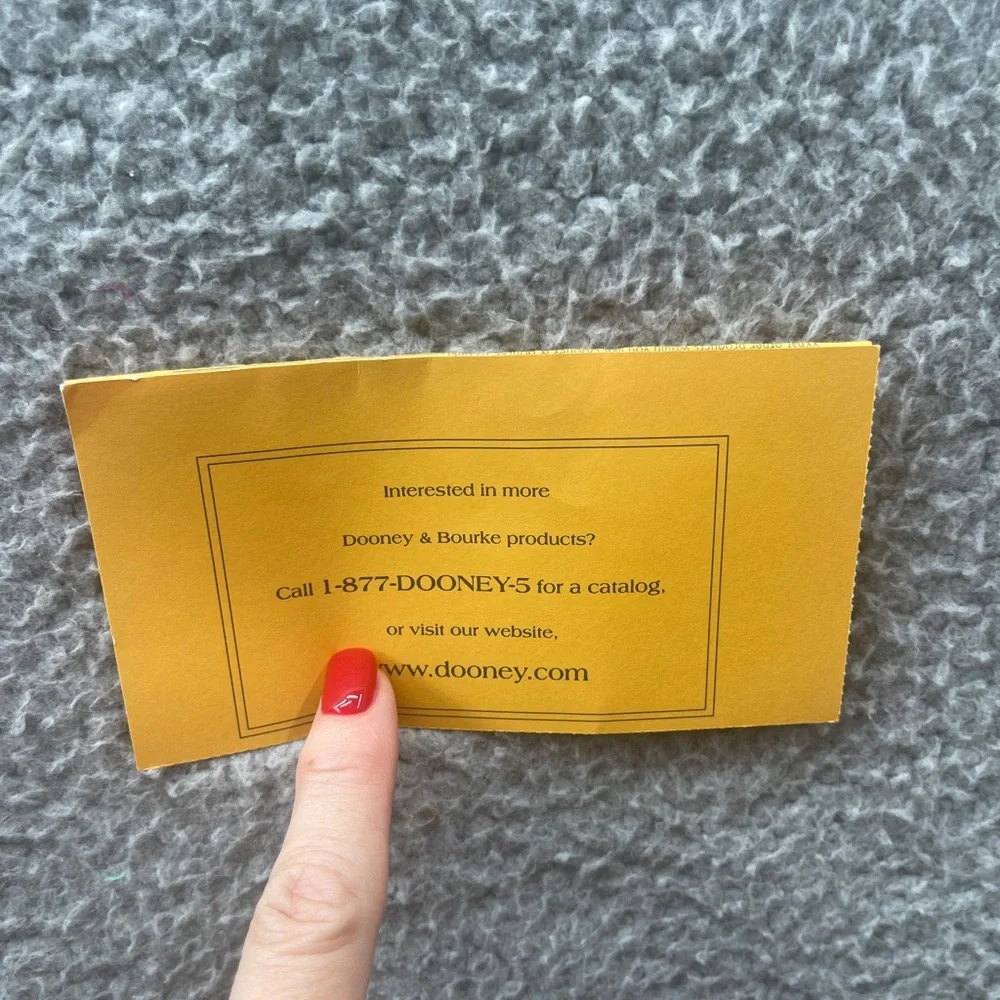 Interested in more
Dooney & Bourke products?
Call 1-877-DOONEY-5 for a catalog,
or visit our website,
ww.dooney.com